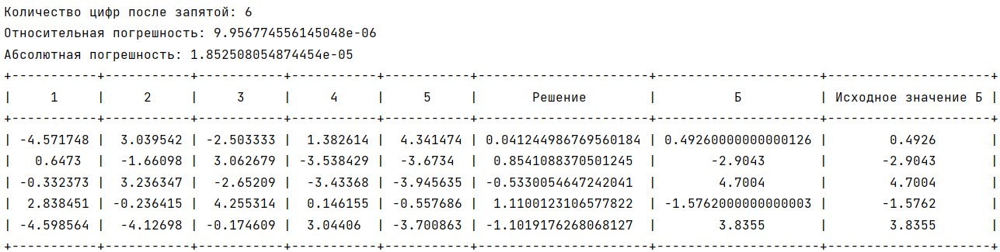 Количество цифр после запятой: 6
Относительная погрешность: 9.956774556145048e-06
Абсолютная погрешность: 1.852508054874454e-05
+-----------+-----------+-----------+-----------+-----------+----------------------+---------------------+---------------------+
|     1     |     2     |     3     |     4     |     5     |       Решение        |          Б          | Исходное значение Б |
+-----------+-----------+-----------+-----------+-----------+----------------------+---------------------+---------------------+
| -4.571748 |  3.039542 | -2.503333 |  1.382614 |  4.341474 | 0.041244986769560184 | 0.49260000000000126 |        0.4926       |
|   0.6473  |  -1.66098 |  3.062679 | -3.538429 |  -3.6734  |  0.8541088370501245  |       -2.9043       |       -2.9043       |
| -0.332373 |  3.236347 |  -2.65209 |  -3.43368 | -3.945635 | -0.5330054647242041  |        4.7004       |        4.7004       |
|  2.838451 | -0.236415 |  4.255314 |  0.146155 | -0.557686 |  1.1100123106577822  | -1.5762000000000003 |       -1.5762       |
| -4.598564 |  -4.12698 | -0.174609 |  3.04406  | -3.700863 | -1.1019176268068127  |        3.8355       |        3.8355       |
+-----------+-----------+-----------+-----------+-----------+----------------------+---------------------+---------------------+